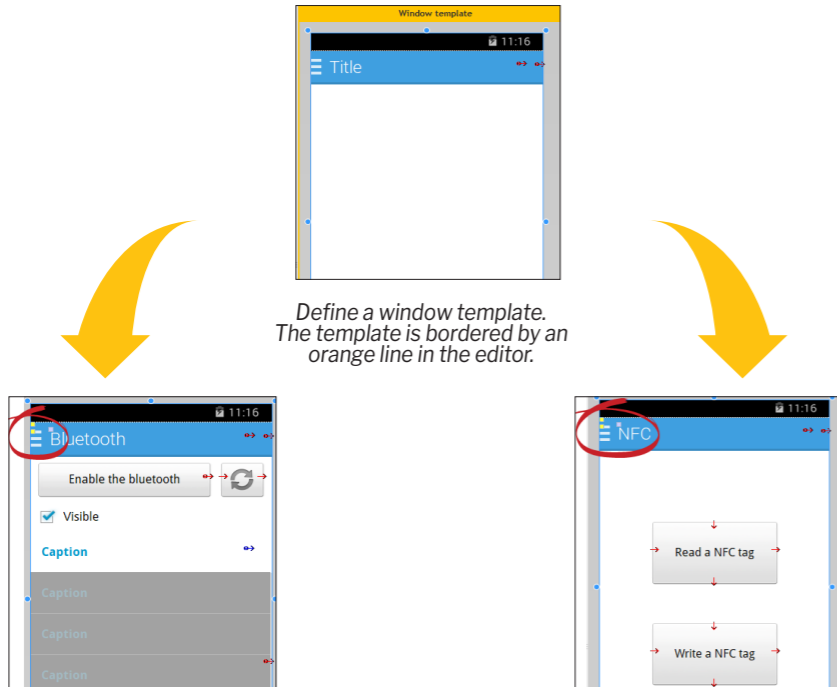 Window template
11:16
Title
Define a window template.
The template is bordered by an
orange line in the editor.
11:16
Bluetooth
Enable the bluetooth
Visible
Caption
Caption
Caption
Caption
11:16
NFC
Read a NFC tag
Write a NFC tag